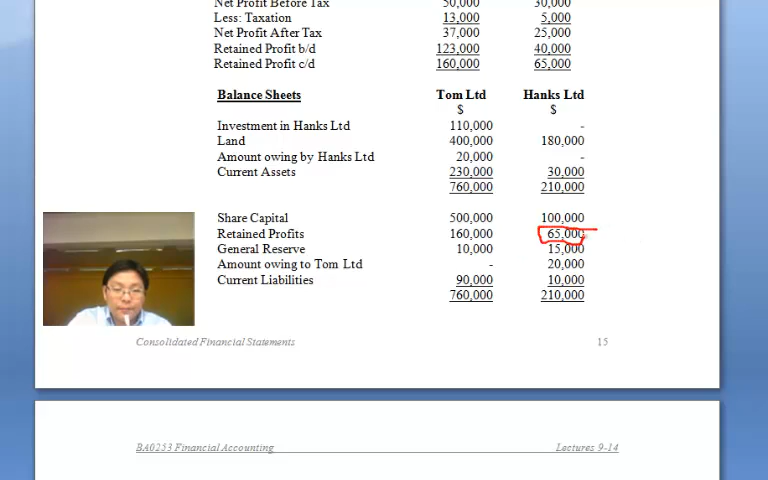 Net Profit Before Tax 50,000 30,000
Less: Taxation 13,000 5,000
Net Profit After Tax 37,000 25,000
Retained Profit b/d 123,000 40,000
Retained Profit c/d 160,000 65,000
Balance Sheets Tom Ltd Hanks Ltd
$ $
Investment in Hanks Ltd 110,000 -
Land 400,000 180,000
Amount owing by Hanks Ltd 20,000 -
Current Assets 230,000 30,000
760,000 210,000
Share Capital 500,000 100,000
Retained Profits 160,000 65,000
General Reserve 10,000 15,000
Amount owing to Tom Ltd - 20,000
Current Liabilities 90,000 10,000
760,000 210,000
Consolidated Financial Statements 15
BA0253 Financial Accounting Lectures 9-14